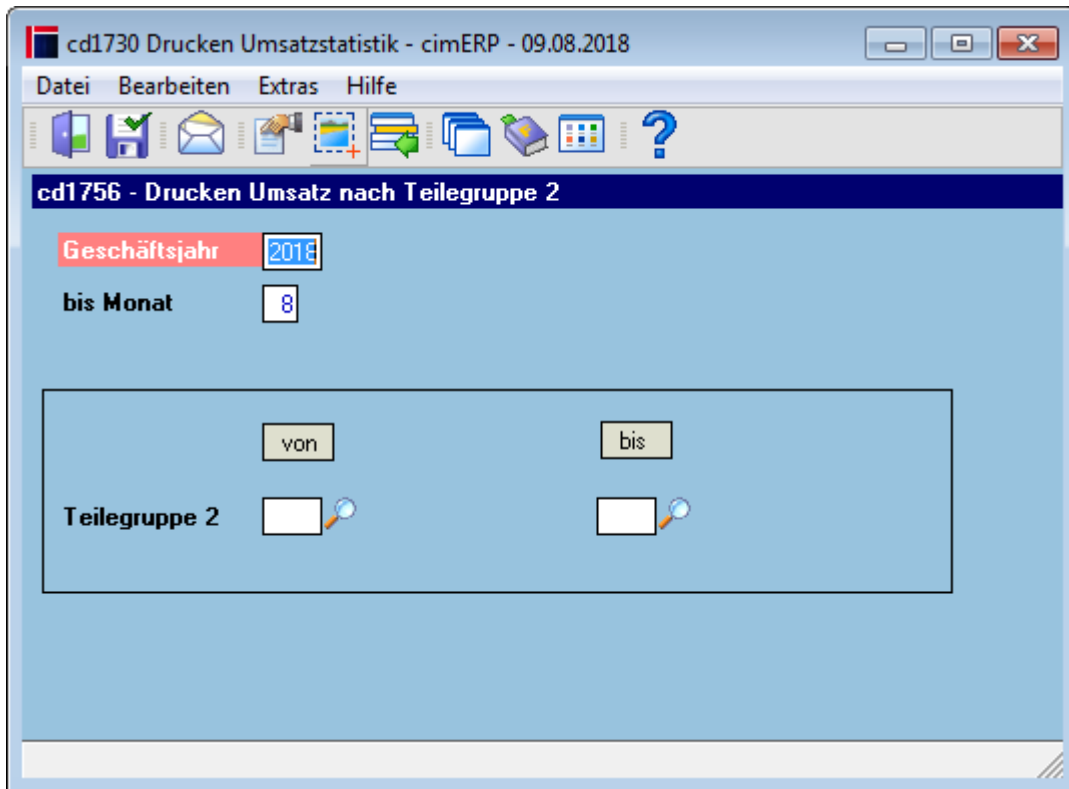 cd1730 Drucken Umsatzstatistik - cimERP - 09.08.2018
Datei Bearbeiten Extras Hilfe
cd1756 - Drucken Umsatz nach Teilegruppe 2
Geschäftsjahr 2018
bis Monat 8
von bis
Teilegruppe 2